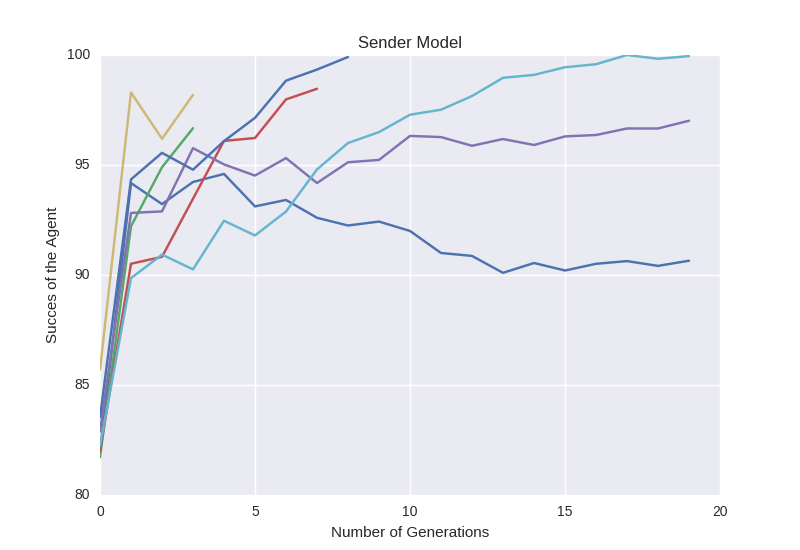 Sender Model
100
95
90
85
80
Succes of the Agent
0 5 10 15 20
Number of Generations